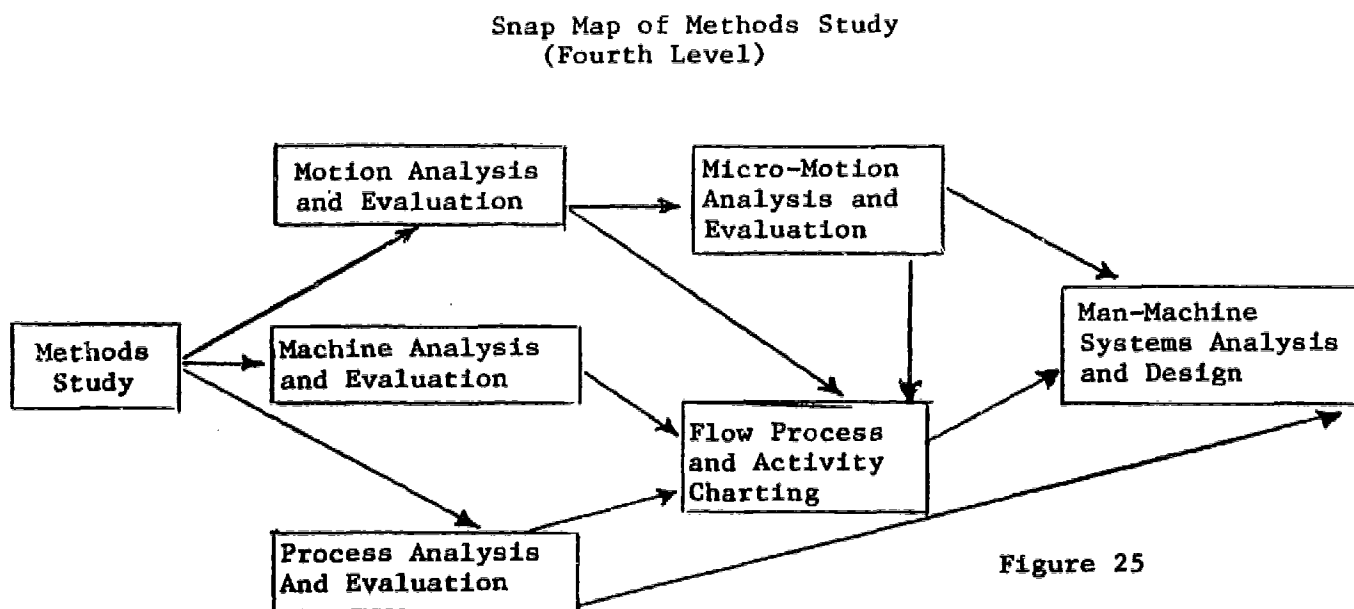 Snap Map of Methods Study
(Fourth Level)
Motion Analysis
and Evaluation
Micro-Motion
Analysis and
Evaluation
Methods
Study
Machine Analysis
and Evaluation
Man-Machine
Systems Analysis
and Design
Flow Process
and Activity
Charting
Process Analysis
And Evaluation
Figure 25